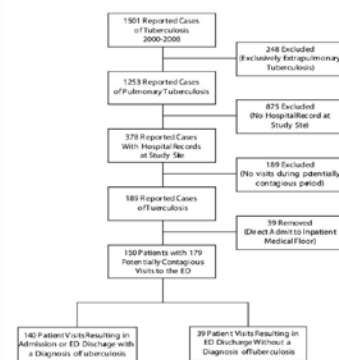 1501 Reported Cases
of Tuberculosis
2000-2008
248 Excluded
(Exclusively Extrapulmonary
Tuberculosis)
1253 Reported Cases
of Pulmonary Tuberculosis
875 Excluded
(No Hospital Record at
Study Site)
378 Reported Cases
With Hospital Records
at Study Site
189 Excluded
(No visits during potentially
contagious period)
189 Reported Cases
of Tuerculosis
39 Removed
(Direct Admit to Inpatient
Medical Floor)
150 Patients with 179
Potentially Contagious
Visits to the ED
140 Patient Visits Resulting in
Admission or ED Discharge with
a Diagnosis of uberculosis
39 Patient Visits Resulting in
ED Discharge Without a
Diagnosis of Tuberculosis